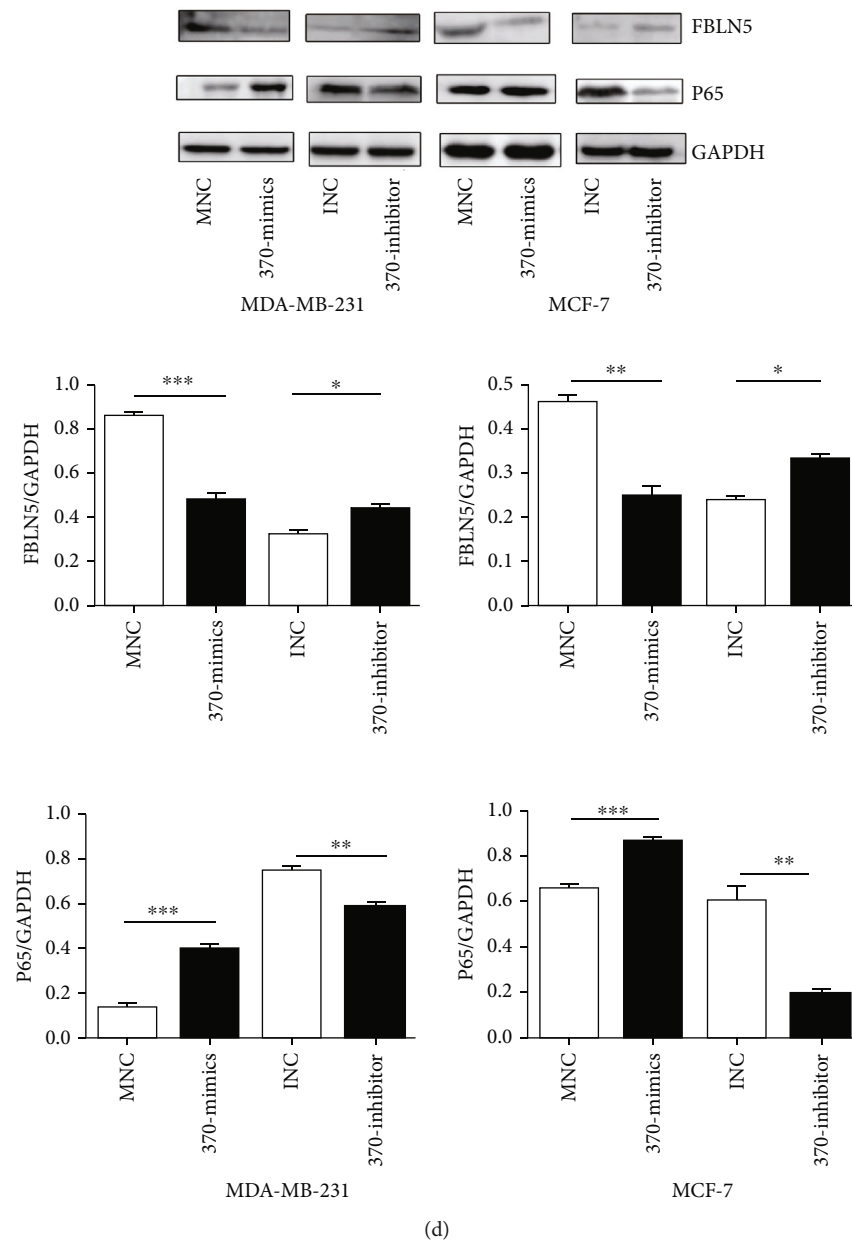 FBLN5
P65
GAPDH
MNC
370-mimics
INC
370-inhibitor
MNC
370-mimics
INC
370-inhibitor
MDA-MB-231
MCF-7
FBLN5/GAPDH
1.0
0.8
0.6
0.4
0.2
0.0
***
*
MNC
370-mimics
INC
370-inhibitor
FBLN5/GAPDH
0.5
0.4
0.3
0.2
0.1
0.0
**
*
MNC
370-mimics
INC
370-inhibitor
P65/GAPDH
1.0
0.8
0.6
0.4
0.2
0.0
***
**
MNC
370-mimics
INC
370-inhibitor
MDA-MB-231
P65/GAPDH
1.0
0.8
0.6
0.4
0.2
0.0
***
**
MNC
370-mimics
INC
370-inhibitor
MCF-7
(d)